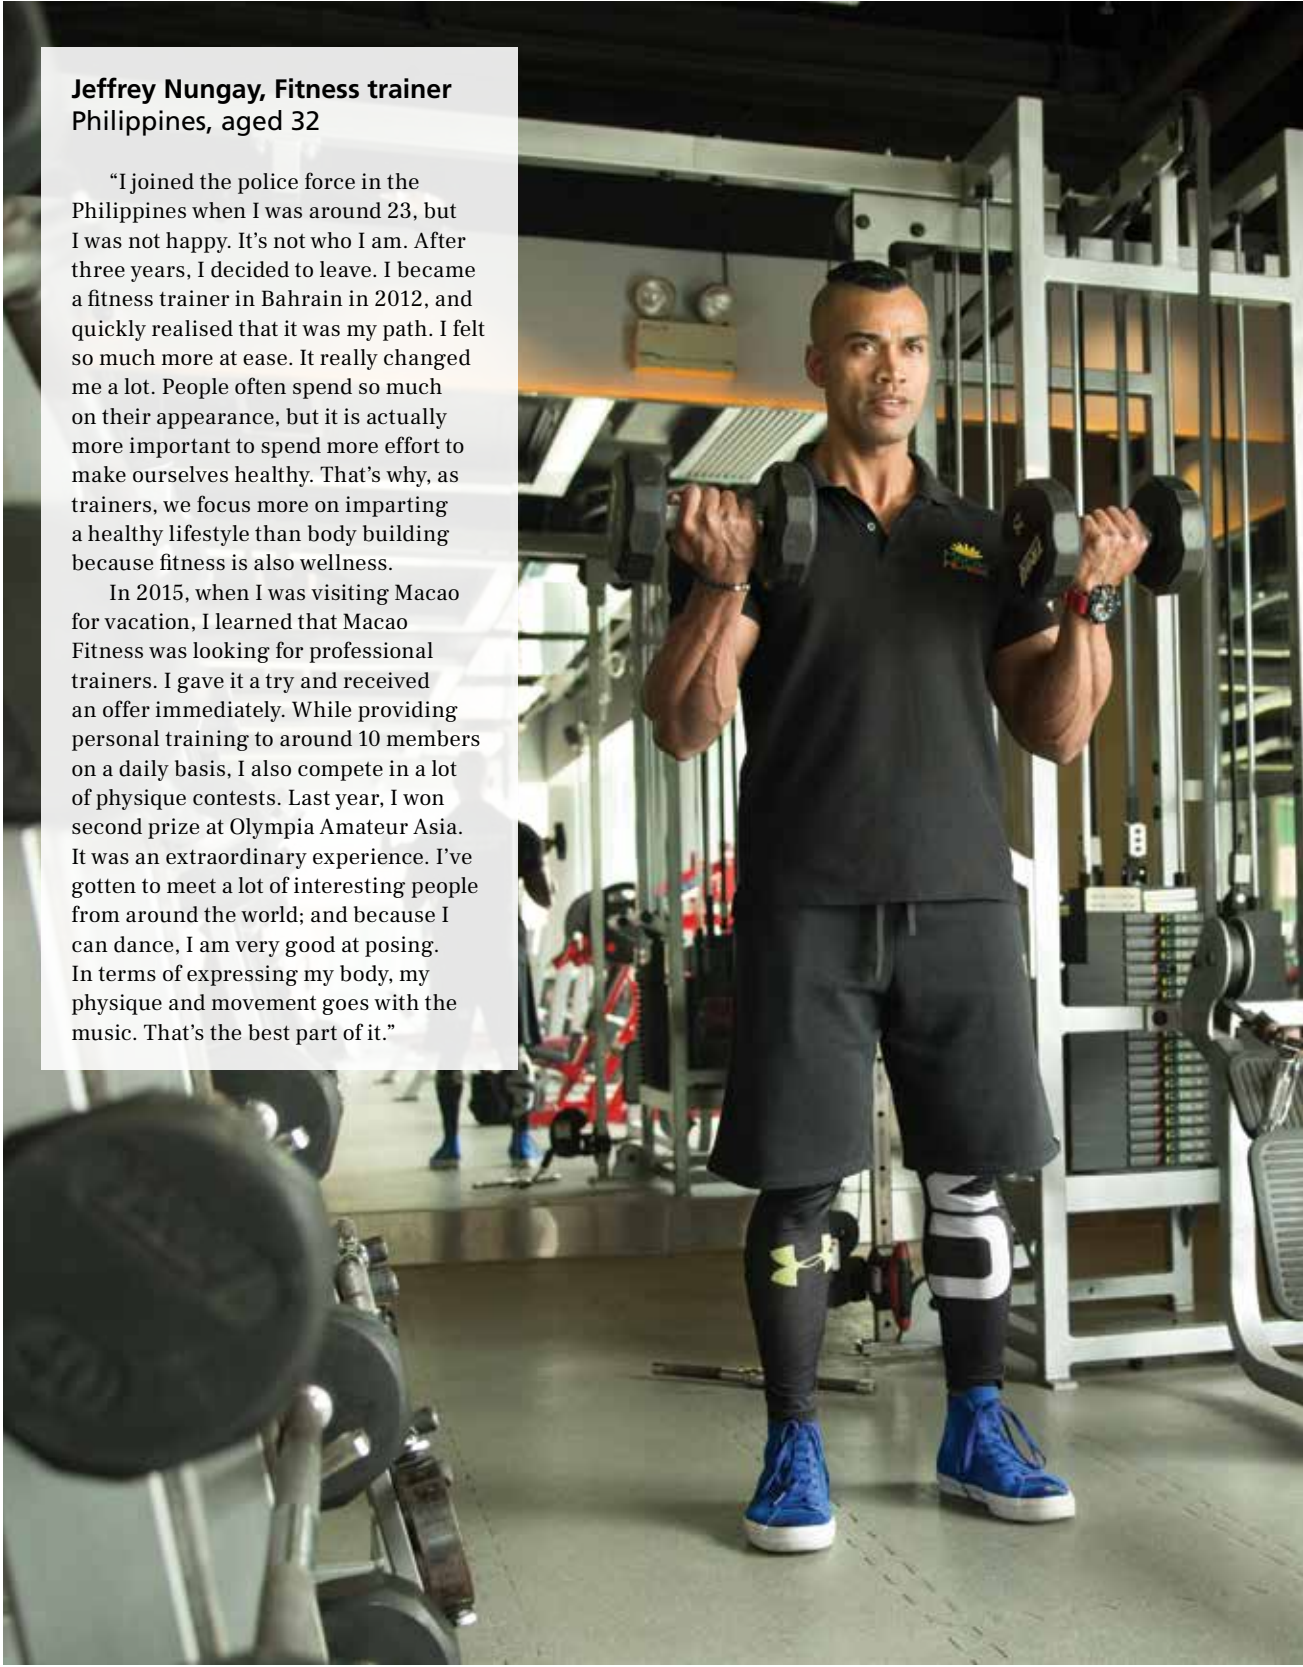 Jeffrey Nungay, Fitness trainer
Philippines, aged 32
“I joined the police force in the
Philippines when I was around 23, but
I was not happy. It’s not who I am. After
three years, I decided to leave. I became
a fitness trainer in Bahrain in 2012, and
quickly realised that it was my path. I felt
so much more at ease. It really changed
me a lot. People often spend so much
on their appearance, but it is actually
more important to spend more effort to
make ourselves healthy. That’s why, as
trainers, we focus more on imparting
a healthy lifestyle than body building
because fitness is also wellness.
In 2015, when I was visiting Macao
for vacation, I learned that Macao
Fitness was looking for professional
trainers. I gave it a try and received
an offer immediately. While providing
personal training to around 10 members
on a daily basis, I also compete in a lot
of physique contests. Last year, I won
second prize at Olympia Amateur Asia.
It was an extraordinary experience. I’ve
gotten to meet a lot of interesting people
from around the world; and because I
can dance, I am very good at posing.
In terms of expressing my body, my
physique and movement goes with the
music. That’s the best part of it.”